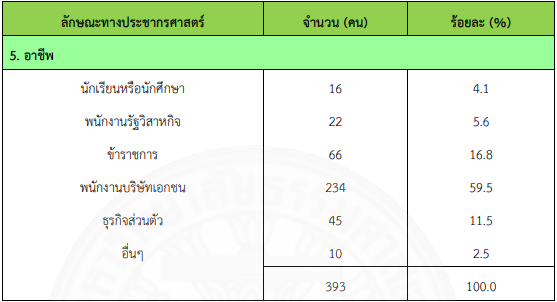 ลักษณะทางประชากรศาสตร์ จำนวน (คน) ร้อยละ (%)
5. อาชีพ
นักเรียนหรือนักศึกษา 16 4.1
พนักงานรัฐวิสาหกิจ 22 5.6
ข้าราชการ 66 16.8
พนักงานบริษัทเอกชน 234 59.5
ธุรกิจส่วนตัว 45 11.5
อื่นๆ 10 2.5
393 100.0